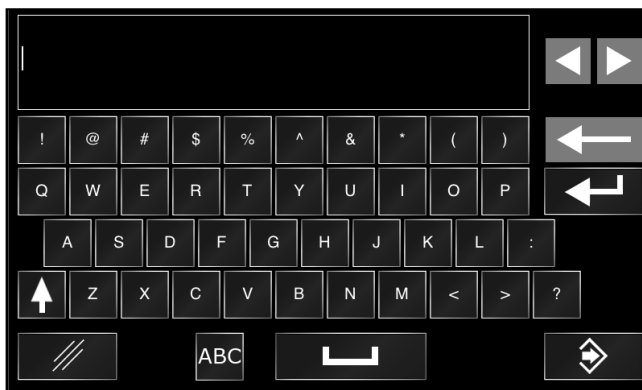 ! @ # $ % ^ & * ( )
Q W E R T Y U I O P
A S D F G H J K L :
Z X C V B N M < > ?
ABC